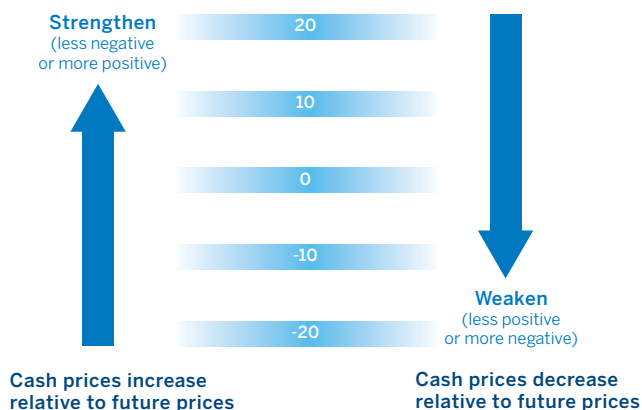 Strengthen
(less negative
or more positive)
20
10
0
-10
-20
Weaken
(less positive
or more negative)
Cash prices increase
relative to future prices
Cash prices decrease
relative to future prices